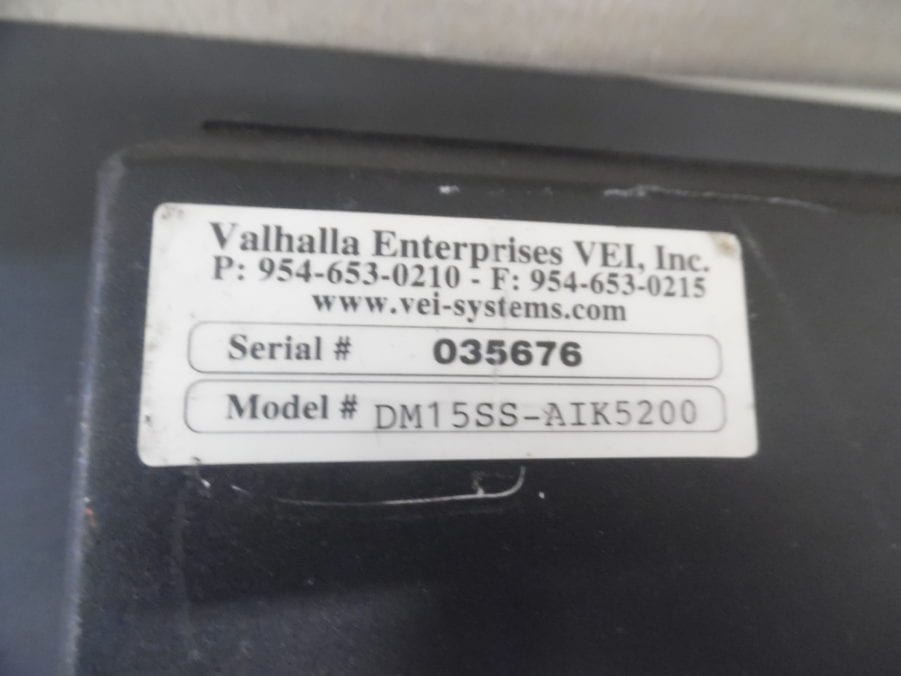 Valhalla Enterprises VEI, Inc.
P: 954-653-0210 - F: 954-653-0215
www.vei-systems.com
Serial # 035676
Model # DM15SS-AIK5200